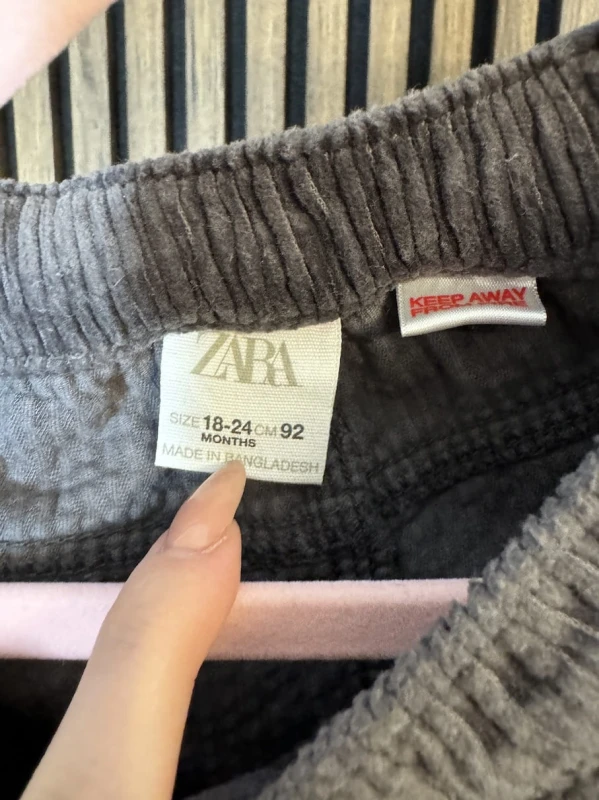 ZARA
SIZE 18-24 CM 92
MONTHS
MADE IN BANGLADESH
KEEP AWAY